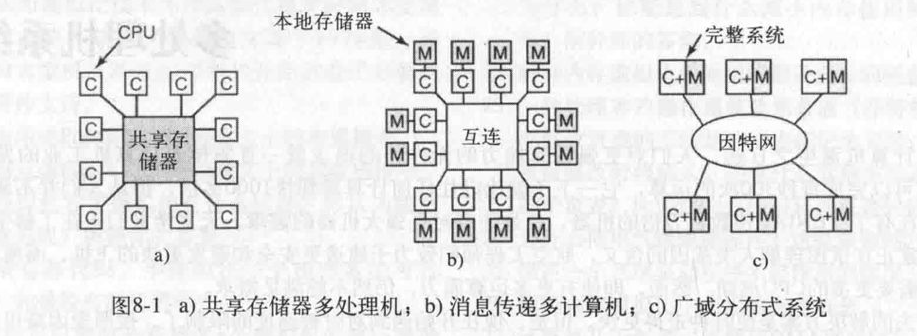 CPU
C C C C
C 共享存 C
C 储器 C
C C C C
a)
本地存储器
M M M M
C C C C
M C C M
互连
M C C M
C C C C
M M M M
b)
完整系统
C+M C+M C+M
因特网
C+M C+M C+M
c)
图8-1 a) 共享存储器多处理机；b) 消息传递多计算机；c) 广域分布式系统